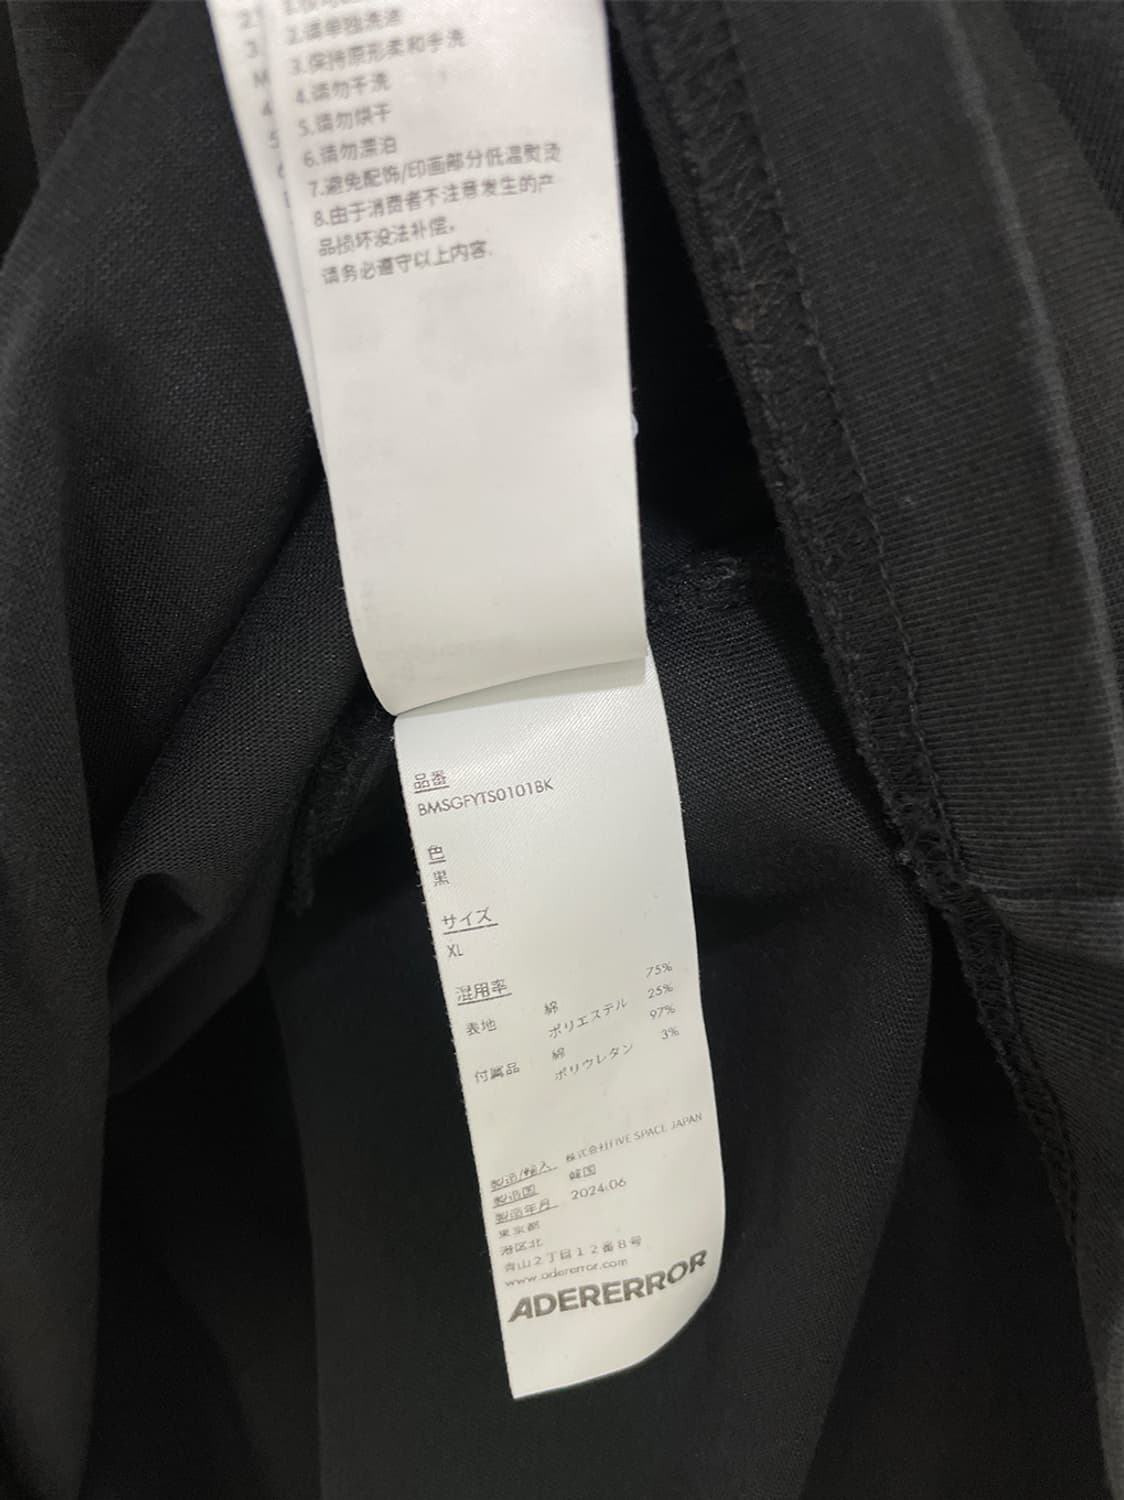 2.请单独洗涤
3.保持原形柔和手洗
4.请勿干洗
5.请勿烘干
6.请勿漂泊
7.避免配饰/印画部分低温熨烫
8.由于消费者不注意发生的产
品损坏没法补偿。
请务必遵守以上内容.
品番
BMSGFYTS0101BK
色
黒
サイズ
XL
混用率
表地 綿 75%
ポリエステル 25%
付属品 綿 97%
ポリウレタン 3%
製造/輸入 株式会社FIVE SPACE JAPAN
製造国 韓国
製造年月 2024.06
東京都
港区北
青山2丁目12番8号
www.adererror.com
ADERERROR